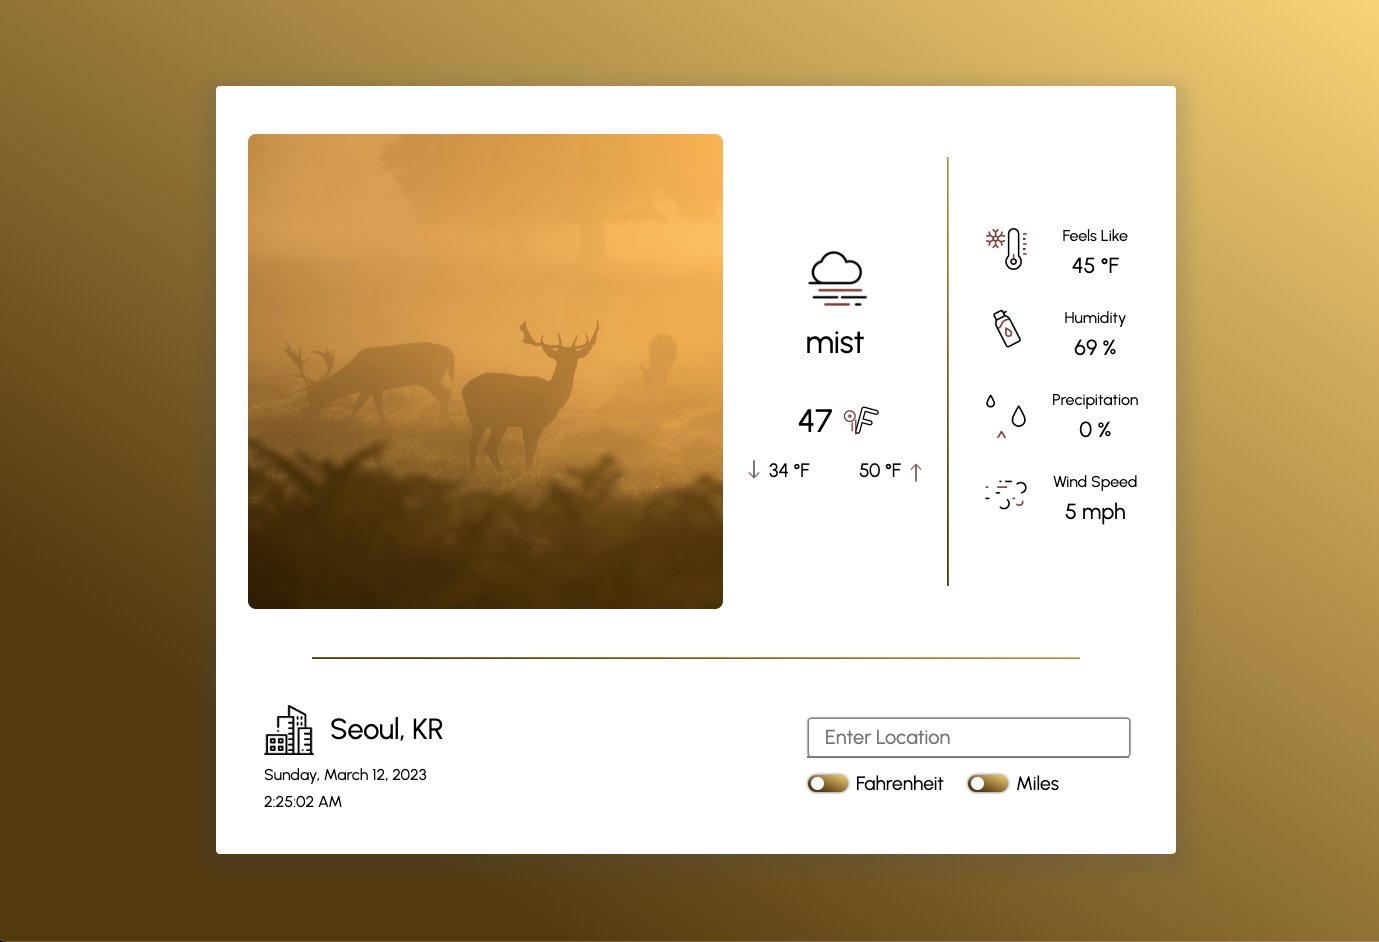 mist
47 °F
34 °F
50 °F
Feels Like
45 °F
Humidity
69 %
Precipitation
0 %
Wind Speed
5 mph
Seoul, KR
Sunday, March 12, 2023
2:25:02 AM
Enter Location
Fahrenheit
Miles